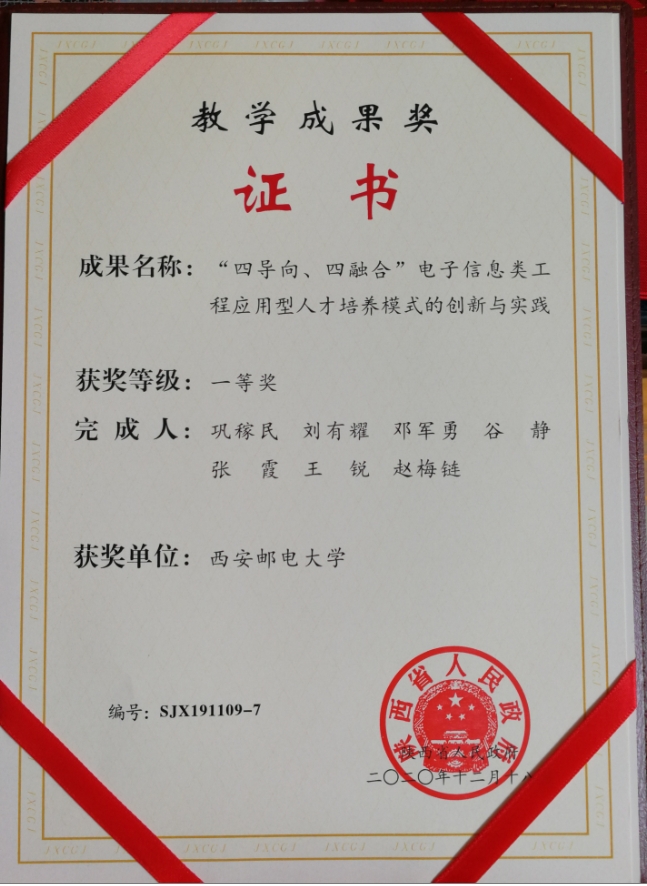 教学成果奖
证书
成果名称：“四导向、四融合”电子信息类工
程应用型人才培养模式的创新与实践
获奖等级：一等奖
完成人：巩稼民 刘有耀 邓军勇 谷静
张霞 王锐 赵梅链
获奖单位：西安邮电大学
编号：SJX191109-7
陕西省人民政府
陕西省人民政府
二〇二〇年十二月十八